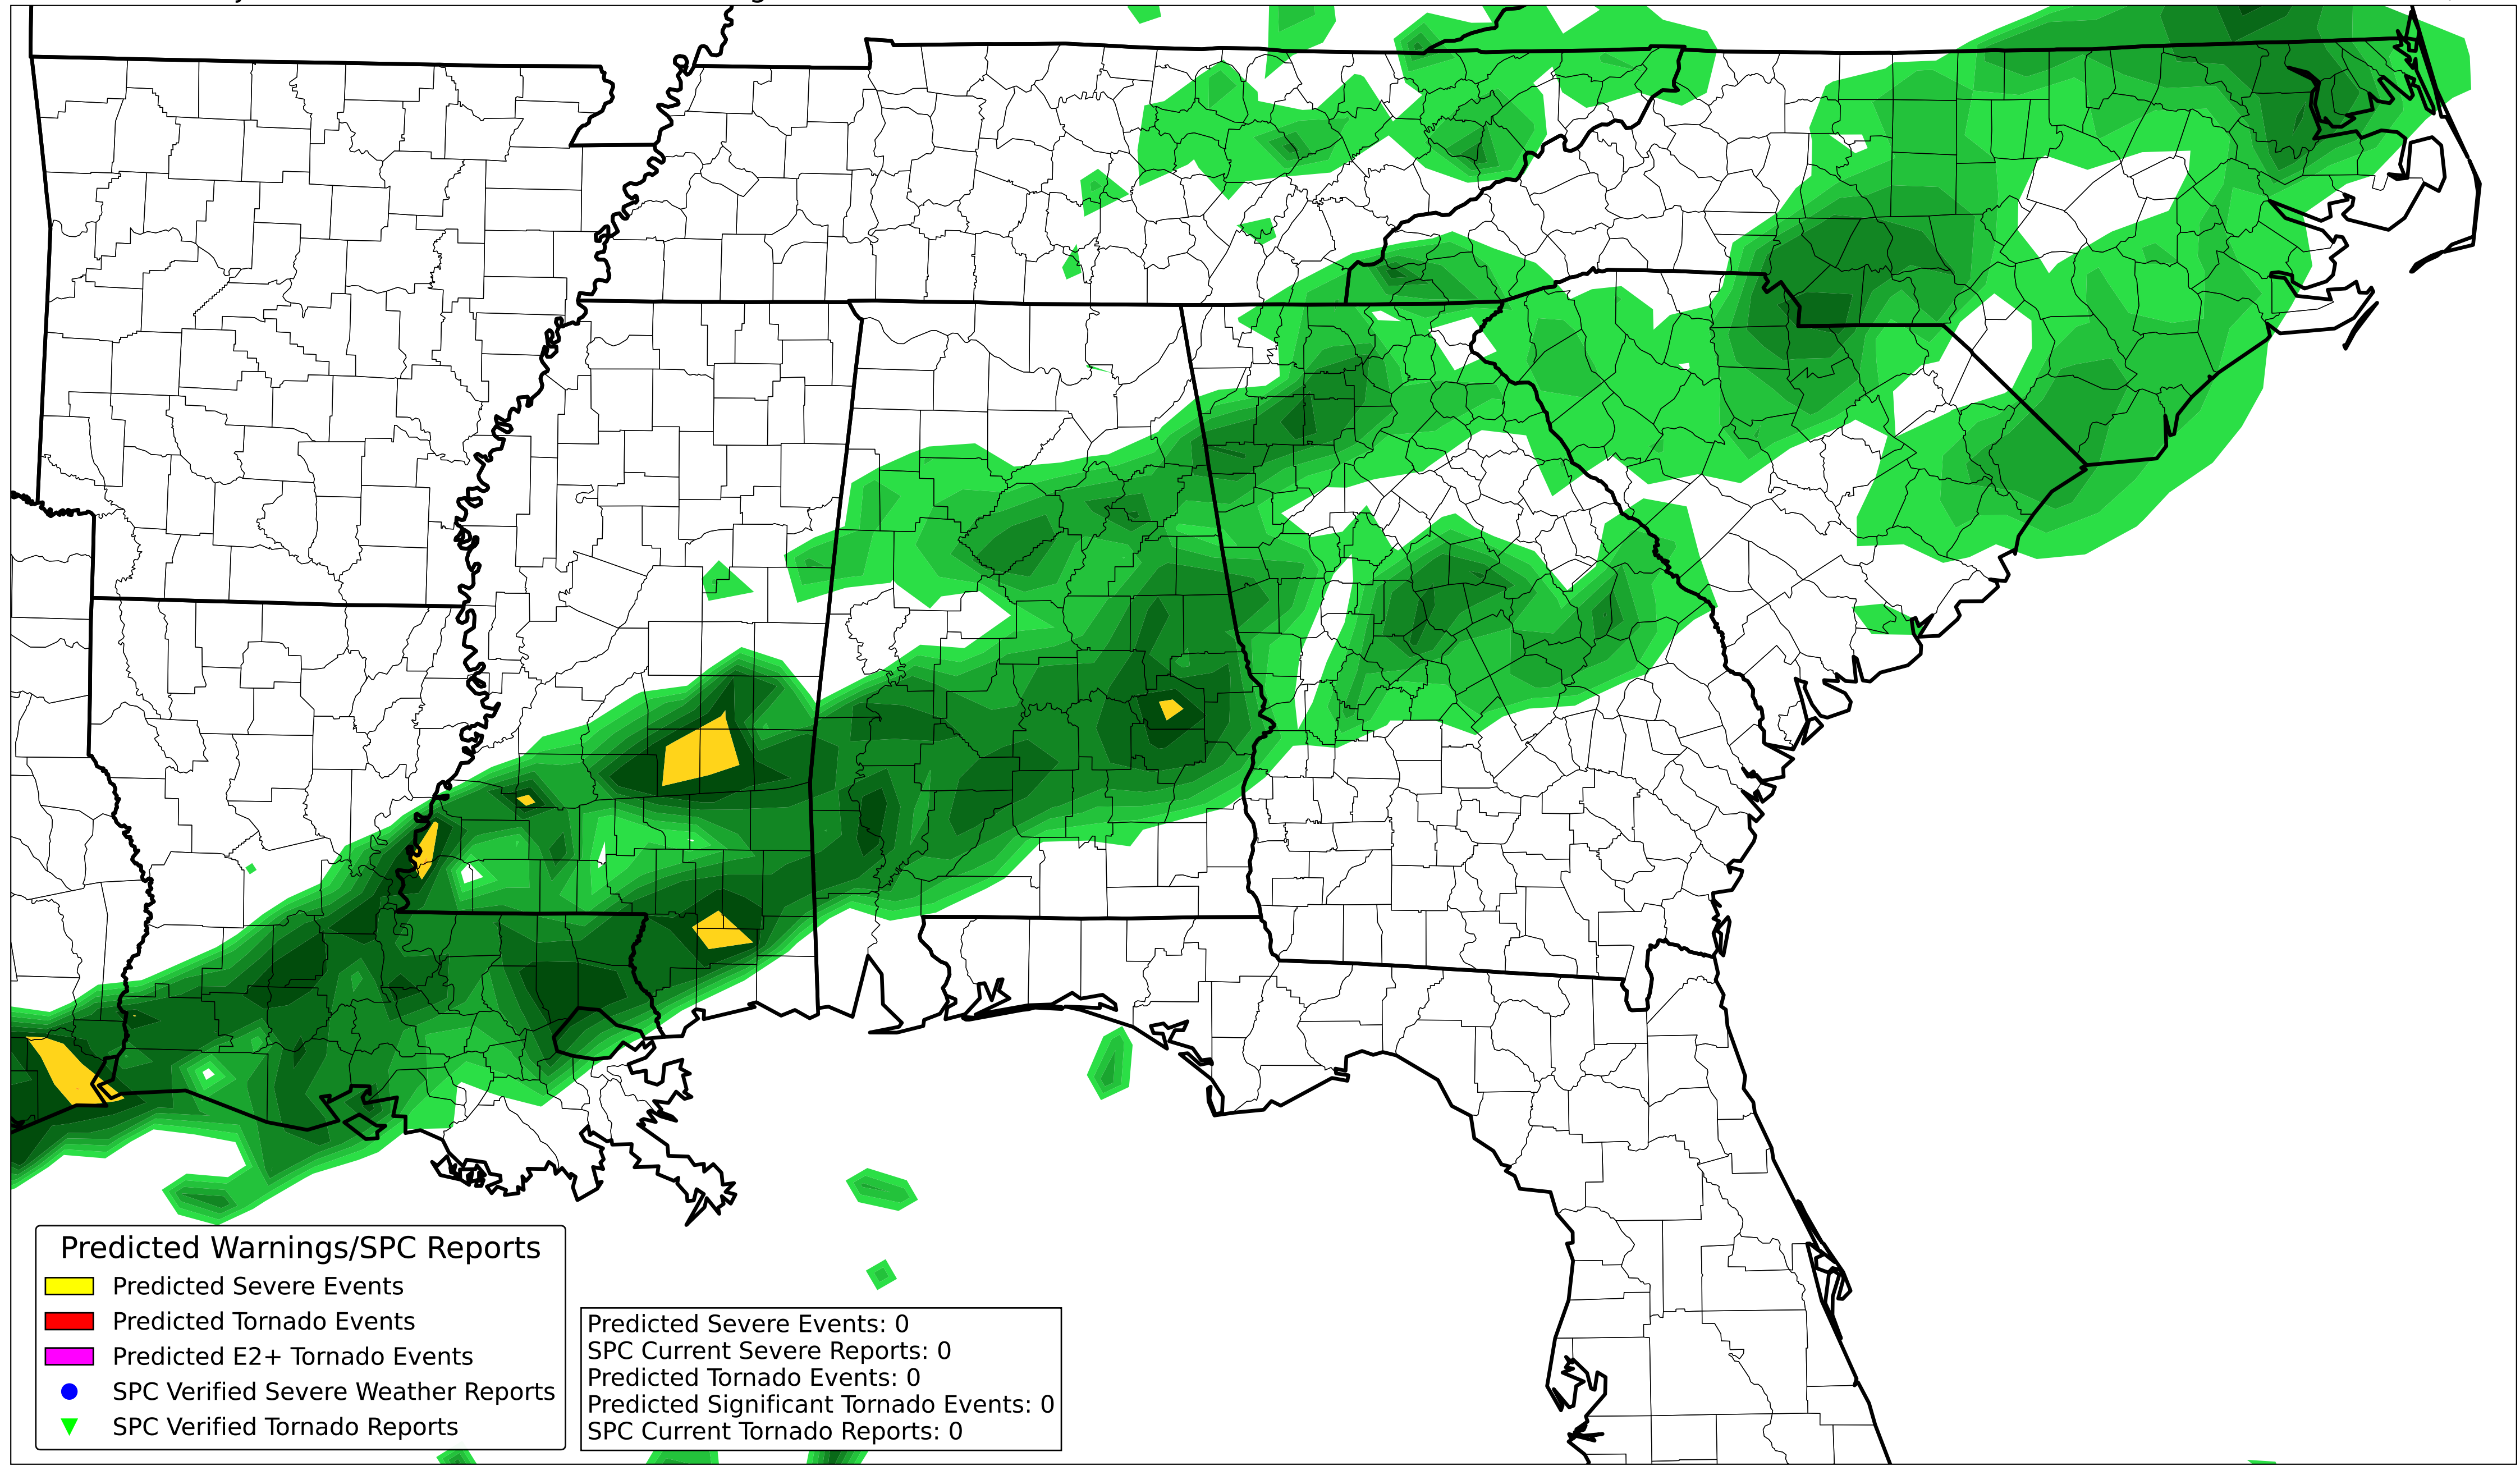 Predicted Warnings/SPC Reports
Predicted Severe Events
Predicted Tornado Events
Predicted E2+ Tornado Events
SPC Verified Severe Weather Reports
SPC Verified Tornado Reports
Predicted Severe Events: 0
SPC Current Severe Reports: 0
Predicted Tornado Events: 0
Predicted Significant Tornado Events: 0
SPC Current Tornado Reports: 0